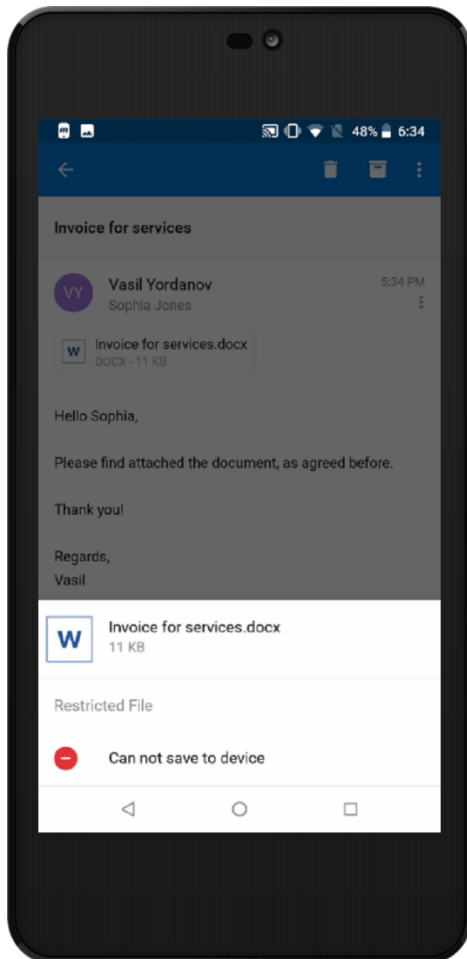 48% 6:34
Invoice for services
VY Vasil Yordanov 5:34 PM
Sophia Jones
W Invoice for services.docx
DOCX - 11 KB
Hello Sophia,
Please find attached the document, as agreed before.
Thank you!
Regards,
Vasil
W Invoice for services.docx
11 KB
Restricted File
Can not save to device